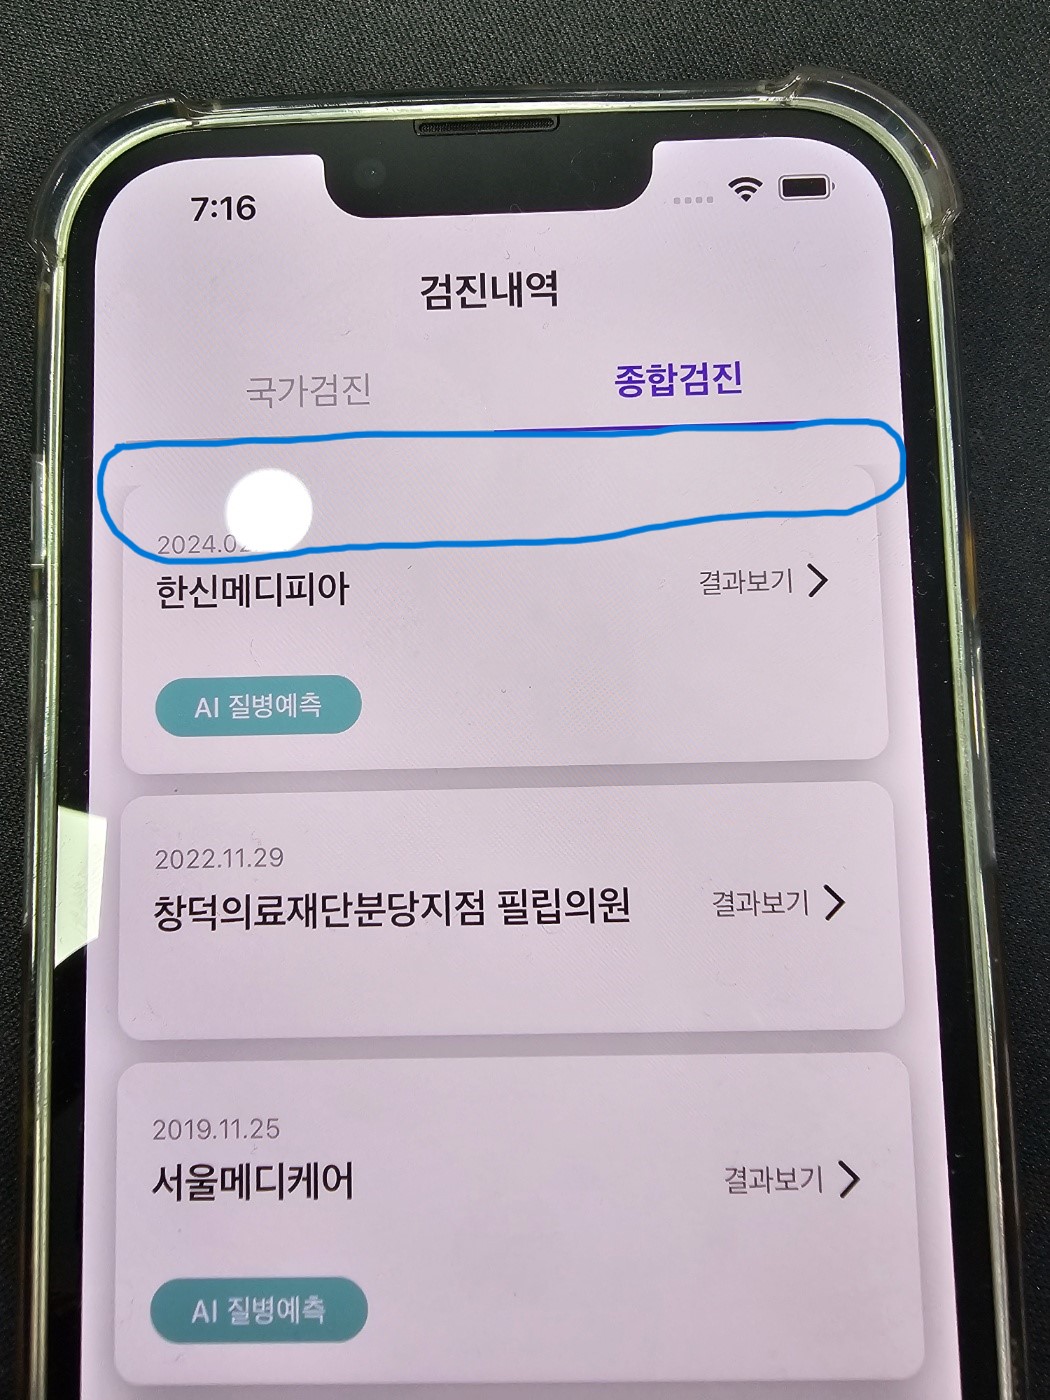 7:16
검진내역
국가검진 종합검진
2024.02
한신메디피아 결과보기
AI 질병예측
2022.11.29
창덕의료재단분당지점 필립의원 결과보기
2019.11.25
서울메디케어 결과보기
AI 질병예측